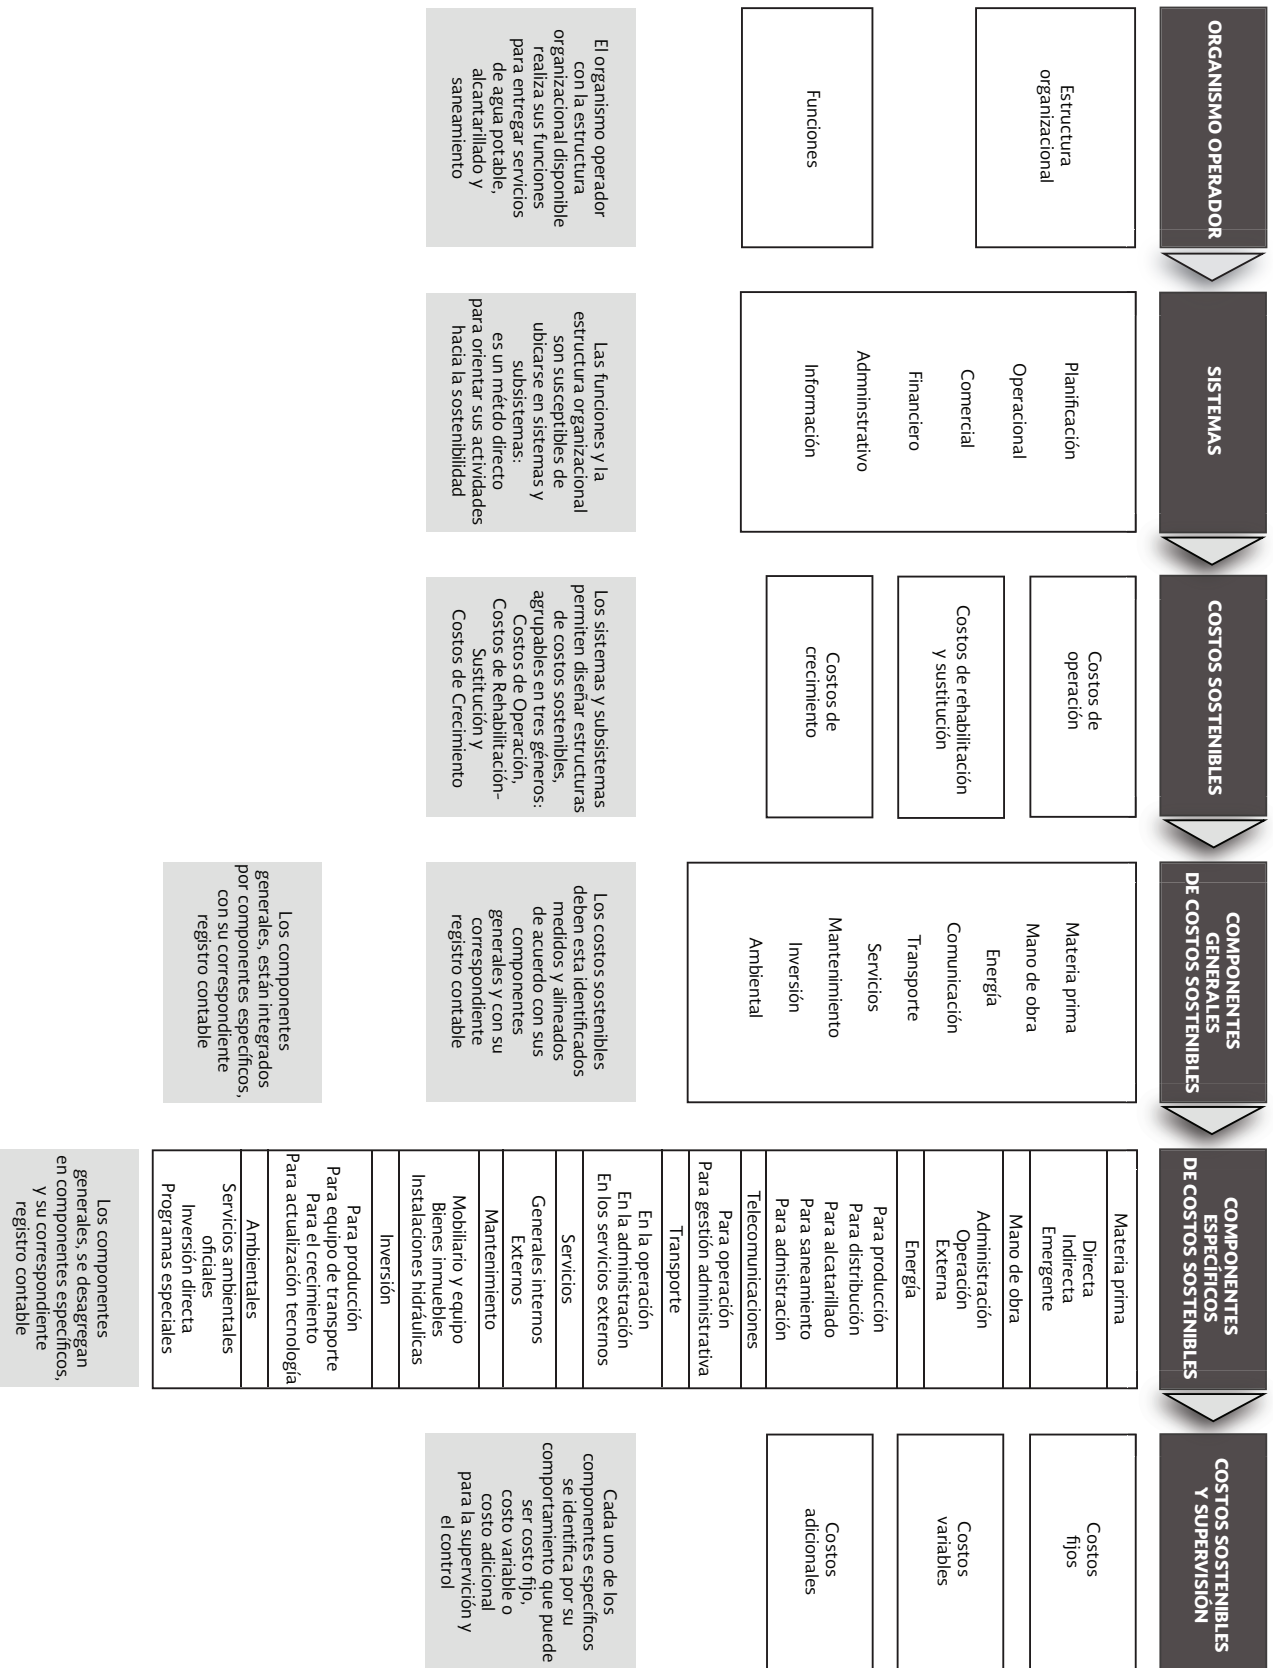 ORGANISMO OPERADOR
Estructura
organizacional
Funciones
El organismo operador
con la estructura
organizacional disponible
realiza sus funciones
para entregar servicios
de agua potable,
alcantarillado y
saneamiento
SISTEMAS
Planificación
Operacional
Comercial
Financiero
Admninstrativo
Información
Las funciones y la
estructura organizacional
son susceptibles de
ubicarse en sistemas y
subsistemas:
es un métdo directo
para orientar sus actividades
hacia la sostenibilidad
COSTOS SOSTENIBLES
Costos de
operación
Costos de rehabilitación
y sustitución
Costos de
crecimiento
Los sistemas y subsistemas
permiten diseñar estructuras
de costos sostenibles,
agrupables en tres géneros:
Costos de Operación,
Costos de Rehabilitación-
Sustitución y
Costos de Crecimiento
COMPONENTES
GENERALES
DE COSTOS SOSTENIBLES
Materia prima
Mano de obra
Energía
Comunicación
Transporte
Servicios
Mantenimiento
Inversión
Ambiental
Los costos sostenibles
deben esta identificados
medidos y alineados
de acuerdo con sus
componentes
generales y con su
correspondiente
registro contable
Los componentes
generales, están integrados
por componentes específicos,
con su correspondiente
registro contable
COMPONENTES
ESPECÍFICOS
DE COSTOS SOSTENIBLES
Materia prima
Directa
Indirecta
Emergente
Mano de obra
Administración
Operación
Externa
Energía
Para producción
Para distribución
Para alcatarillado
Para saneamiento
Para admistración
Telecomunicaciones
Para operación
Para gestión administrativa
Transporte
En la operación
En la administración
En los servicios externos
Servicios
Generales internos
Externos
Mantenimiento
Mobiliario y equipo
Bienes inmuebles
Instalaciones hidráulicas
Inversión
Para producción
Para equipo de transporte
Para el crecimiento
Para actualización tecnología
Ambientales
Servicios ambientales
oficiales
Inversión directa
Programas especiales
Los componentes
generales, se desagregan
en componentes específicos,
y su correspondiente
registro contable
COSTOS SOSTENIBLES
Y SUPERVISIÓN
Costos
fijos
Costos
variables
Costos
adicionales
Cada uno de los
componentes específicos
se identifica por su
comportamiento que puede
ser costo fijo,
costo variable o
costo adicional
para la supervición y
el control